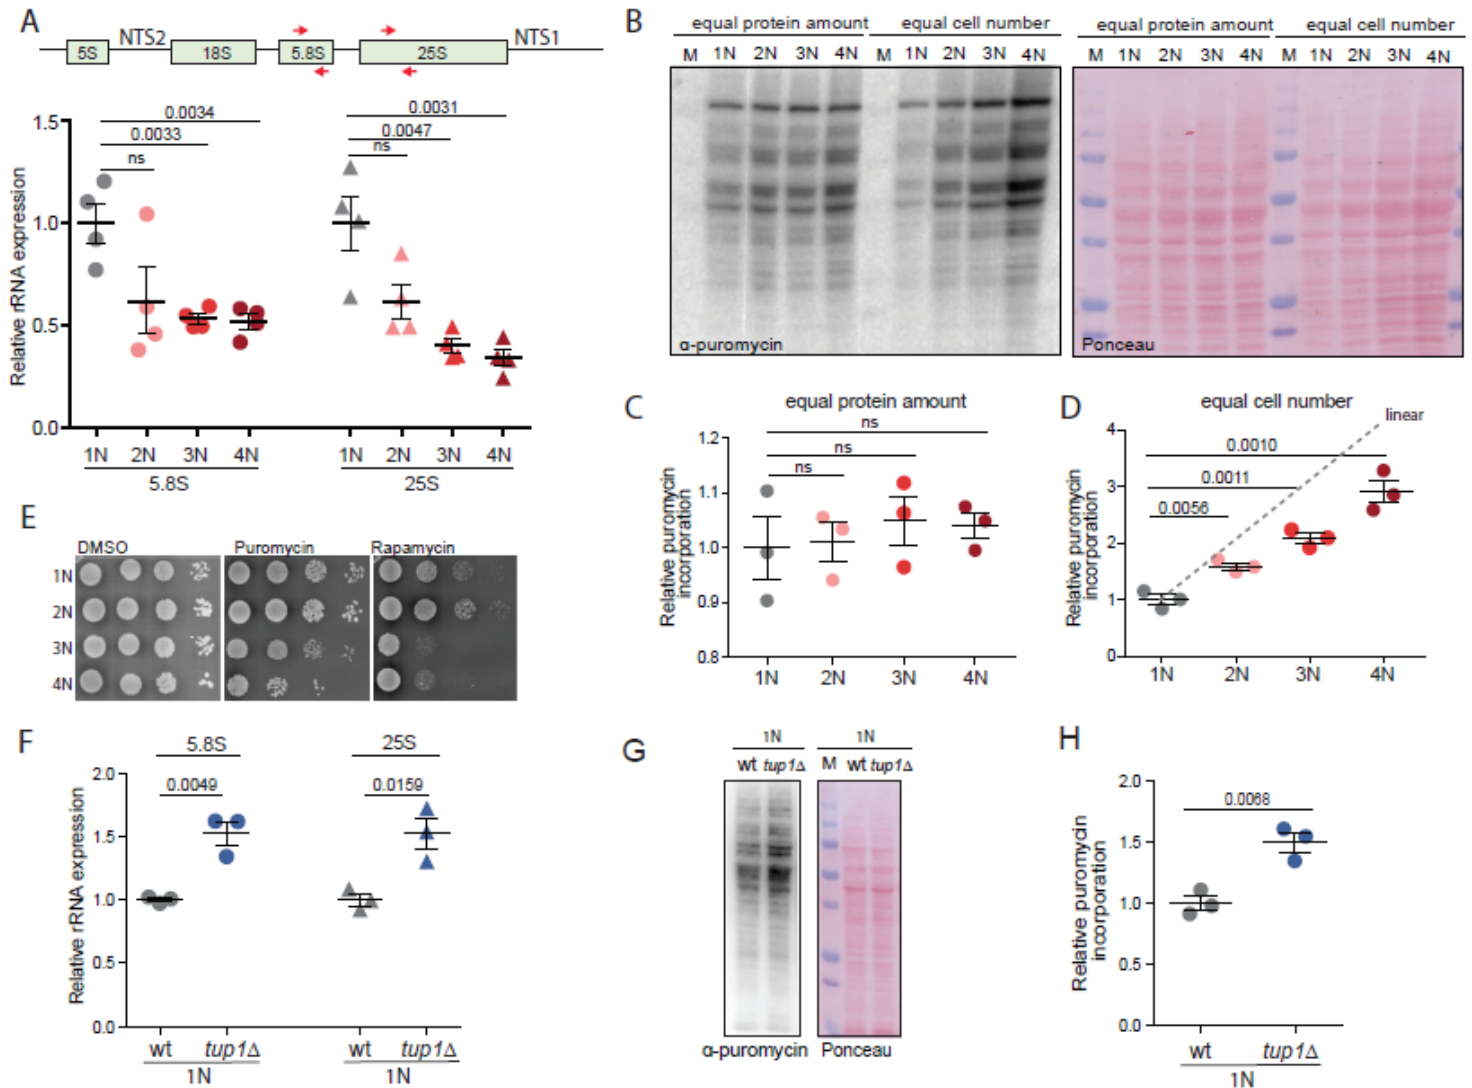 A
NTS2
NTS1
5S
18S
5.8S
25S
Relative rRNA expression
1.5
1.0
0.5
0.0
0.0034
0.0033
ns
0.0031
0.0047
ns
1N 2N 3N 4N
5.8S
1N 2N 3N 4N
25S
B
equal protein amount
equal cell number
M 1N 2N 3N 4N
M 1N 2N 3N 4N
α-puromycin
equal protein amount
equal cell number
M 1N 2N 3N 4N
M 1N 2N 3N 4N
Ponceau
C
equal protein amount
Relative puromycin
incorporation
1.2
1.1
1.0
0.9
0.8
ns
ns
ns
1N 2N 3N 4N
D
equal cell number
linear
Relative puromycin
incorporation
4
3
2
1
0
0.0010
0.0011
0.0056
1N 2N 3N 4N
E
DMSO
Puromycin
Rapamycin
1N
2N
3N
4N
F
5.8S
25S
Relative rRNA expression
2.0
1.5
1.0
0.5
0.0
0.0049
0.0159
wt tup1Δ
1N
wt tup1Δ
1N
G
1N
wt tup1Δ
α-puromycin
1N
M wt tup1Δ
Ponceau
H
Relative puromycin
incorporation
2.0
1.5
1.0
0.5
0.0
0.0068
wt tup1Δ
1N